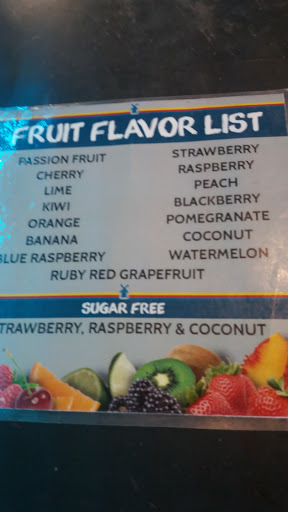 FRUIT FLAVOR LIST
PASSION FRUIT
CHERRY
LIME
KIWI
ORANGE
BANANA
BLUE RASPBERRY
STRAWBERRY
RASPBERRY
PEACH
BLACKBERRY
POMEGRANATE
COCONUT
WATERMELON
RUBY RED GRAPEFRUIT
SUGAR FREE
TRAWBERRY, RASPBERRY & COCONUT